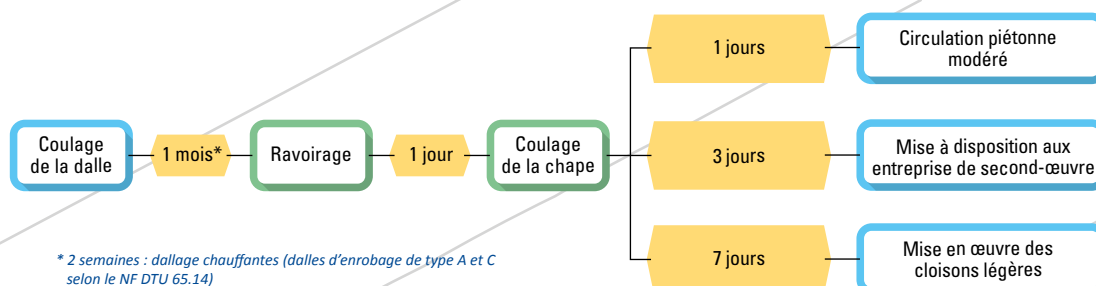 1 jours
Circulation piétonne
modéré
Coulage
de la dalle
1 mois*
Ravoirage
1 jour
Coulage
de la chape
3 jours
Mise à disposition aux
entreprise de second-œuvre
7 jours
Mise en œuvre des
cloisons légères
* 2 semaines : dallage chauffantes (dalles d'enrobage de type A et C
selon le NF DTU 65.14)